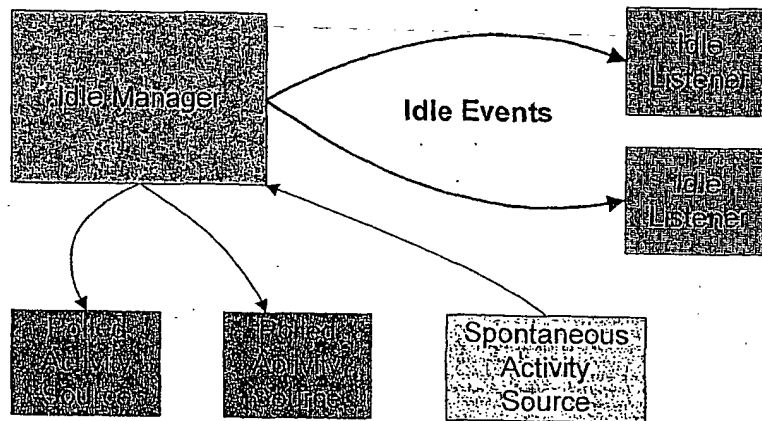 Idle Manager
Idle Events
Idle
Listener
Idle
Listener
Polled
Activity
Source
Polled
Activity
Source
Spontaneous
Activity
Source